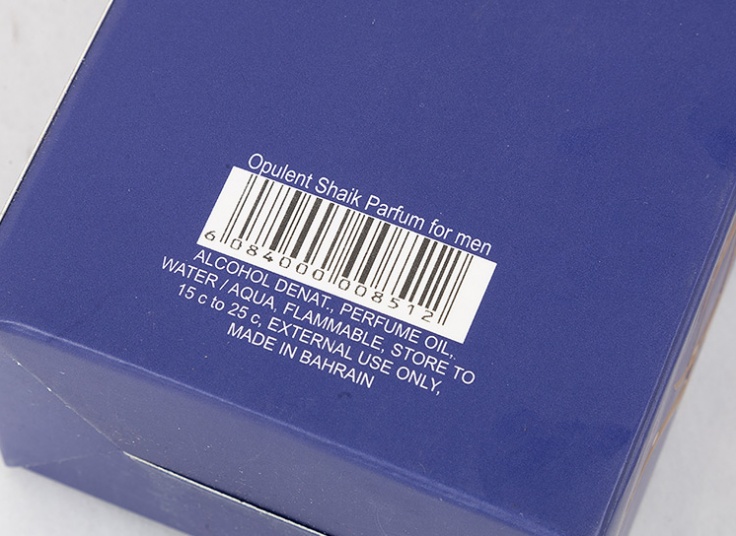 Opulent Shaik Parfum for men
6 084000 008512
ALCOHOL DENAT., PERFUME OIL,.
WATER / AQUA, FLAMMABLE, STORE TO
15 c to 25 c, EXTERNAL USE ONLY,
MADE IN BAHRAIN